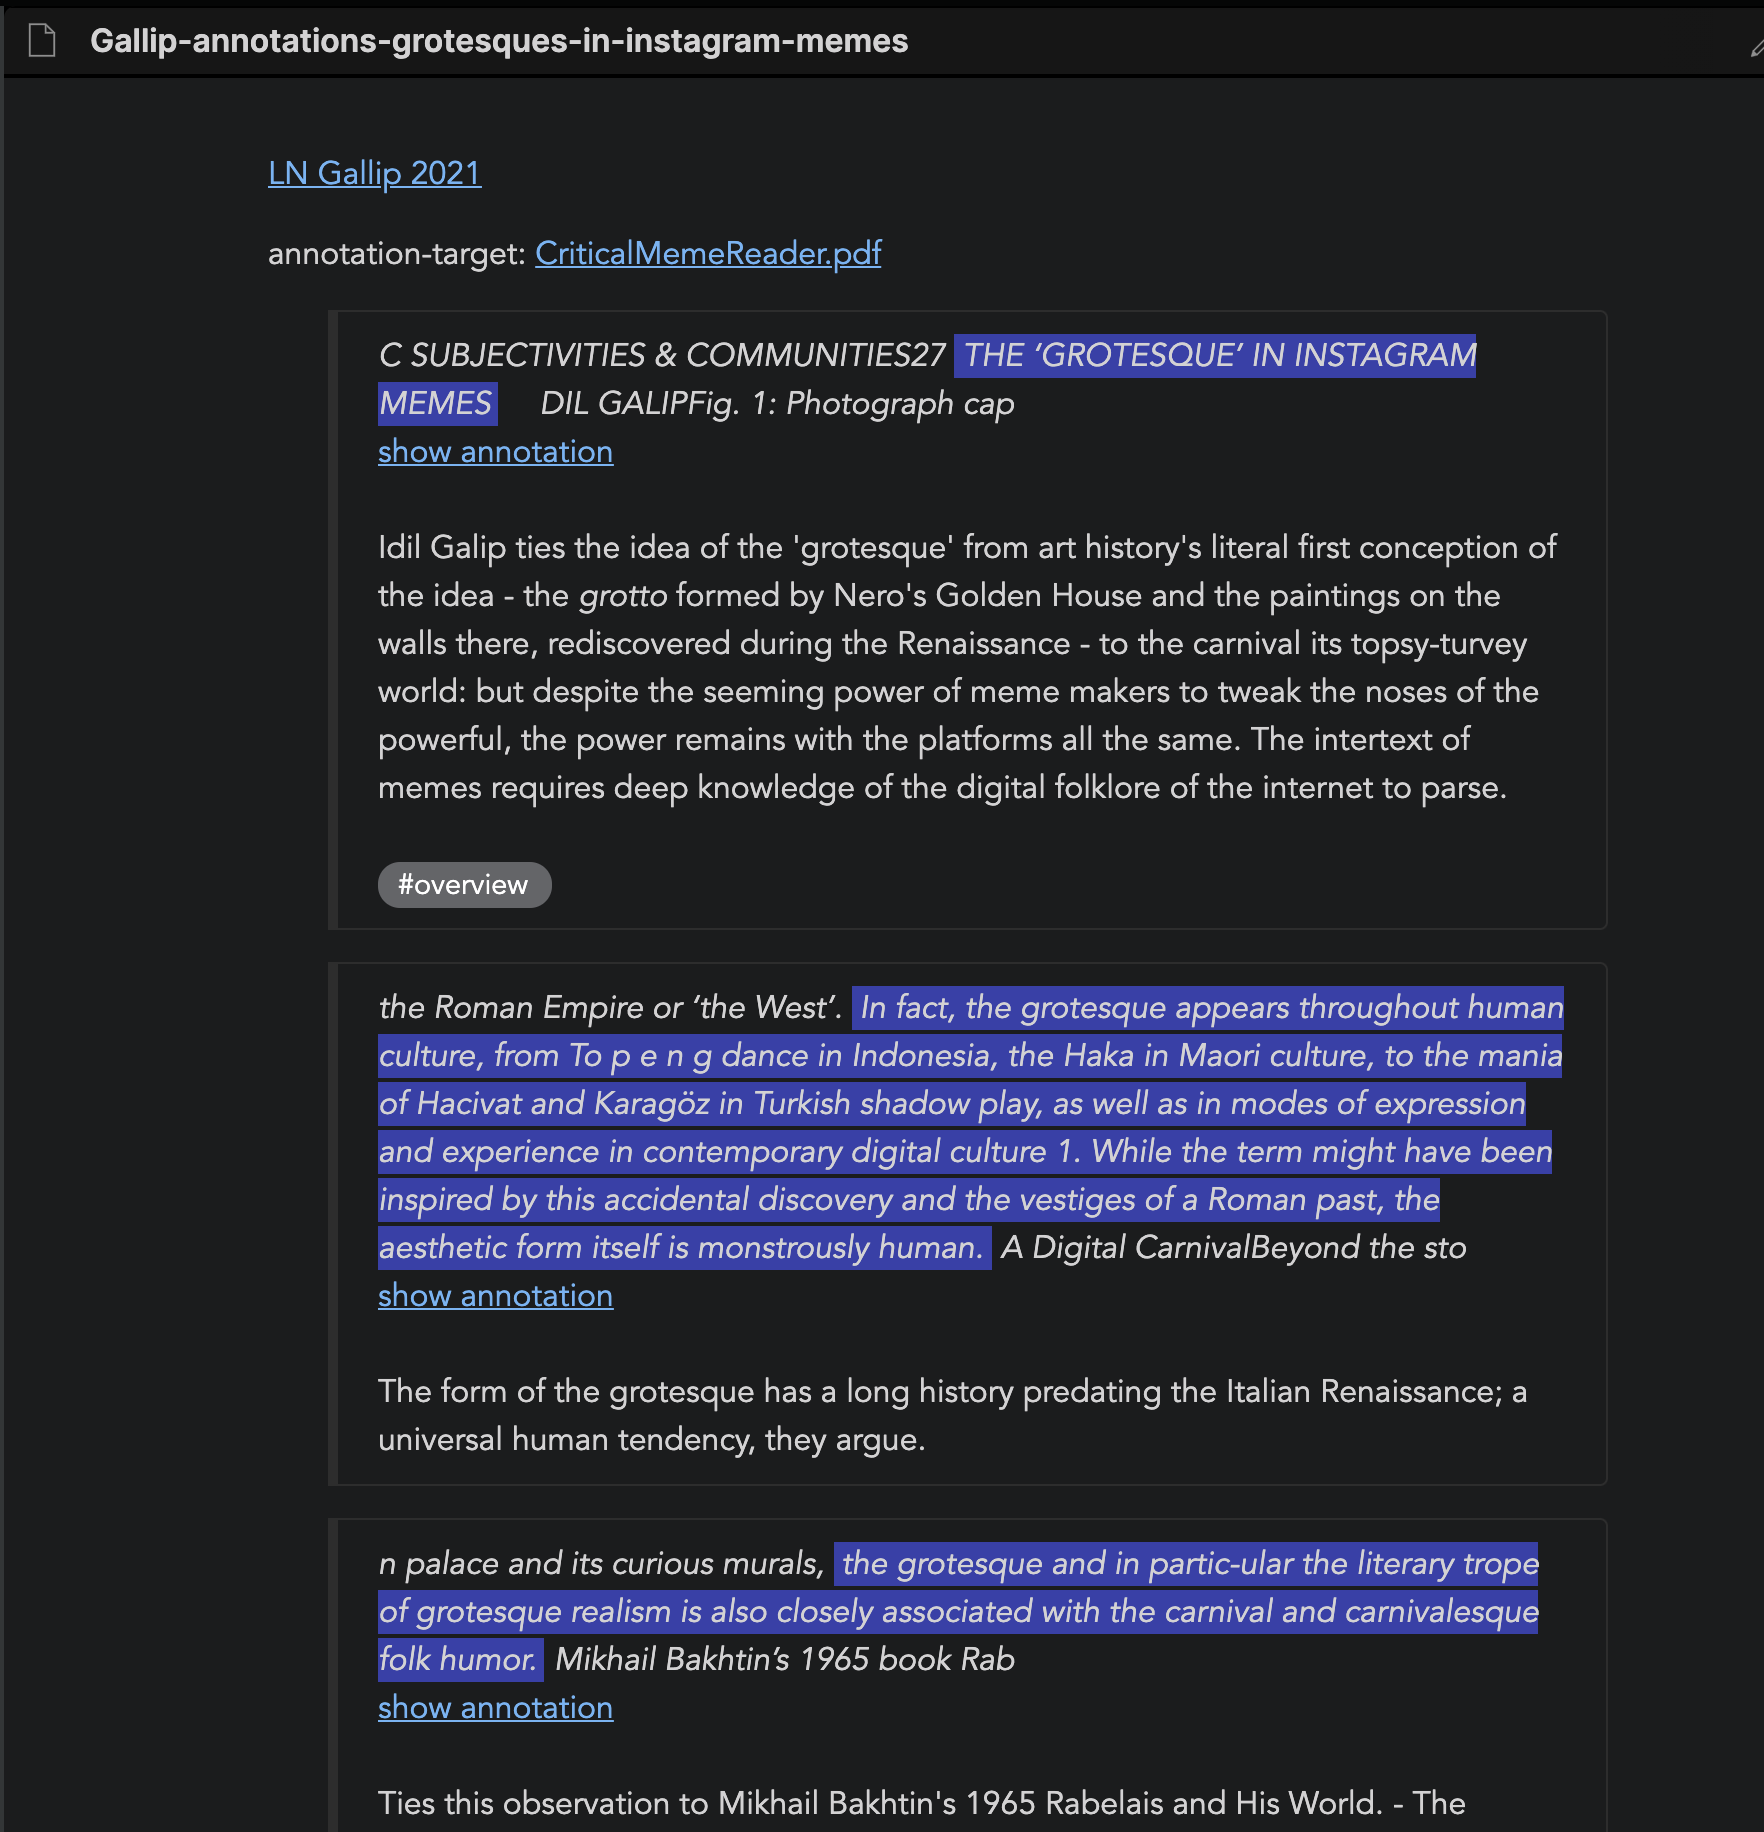 Gallip-annotations-grotesques-in-instagram-memes
LN Gallip 2021
annotation-target: CriticalMemeReader.pdf
C SUBJECTIVITIES & COMMUNITIES27 THE ‘GROTESQUE’ IN INSTAGRAM
MEMES DIL GALIPFig. 1: Photograph cap
show annotation
Idil Galip ties the idea of the 'grotesque' from art history's literal first conception of
the idea - the grotto formed by Nero's Golden House and the paintings on the
walls there, rediscovered during the Renaissance - to the carnival its topsy-turvey
world: but despite the seeming power of meme makers to tweak the noses of the
powerful, the power remains with the platforms all the same. The intertext of
memes requires deep knowledge of the digital folklore of the internet to parse.
#overview
the Roman Empire or ‘the West’. In fact, the grotesque appears throughout human
culture, from To p e n g dance in Indonesia, the Haka in Maori culture, to the mania
of Hacivat and Karagöz in Turkish shadow play, as well as in modes of expression
and experience in contemporary digital culture 1. While the term might have been
inspired by this accidental discovery and the vestiges of a Roman past, the
aesthetic form itself is monstrously human. A Digital CarnivalBeyond the sto
show annotation
The form of the grotesque has a long history predating the Italian Renaissance; a
universal human tendency, they argue.
n palace and its curious murals, the grotesque and in partic-ular the literary trope
of grotesque realism is also closely associated with the carnival and carnivalesque
folk humor. Mikhail Bakhtin’s 1965 book Rab
show annotation
Ties this observation to Mikhail Bakhtin's 1965 Rabelais and His World. - The